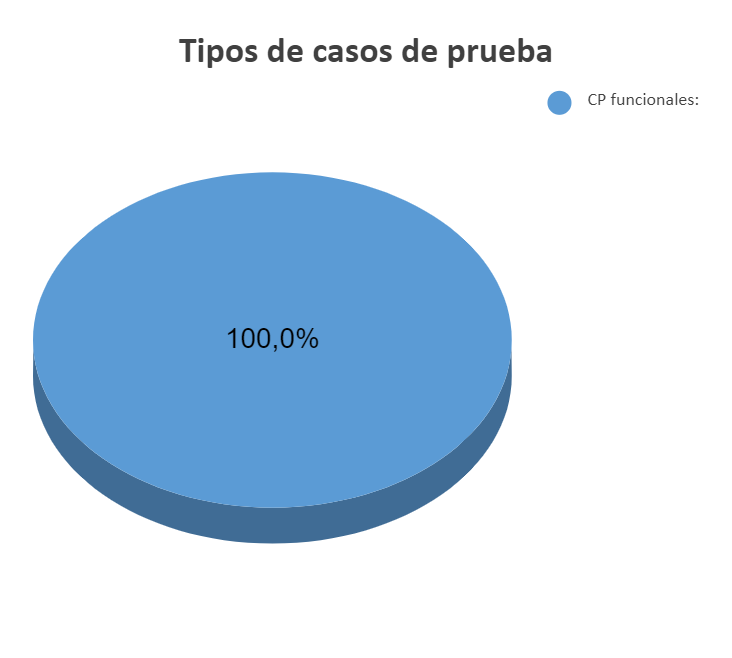 Tipos de casos de prueba
CP funcionales:
100,0%